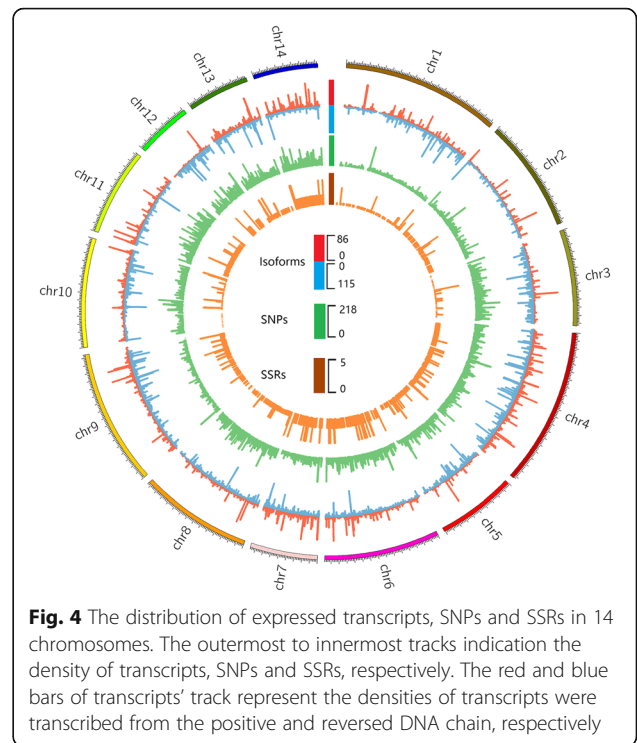 chr1
chr2
chr3
chr4
chr5
chr6
chr7
chr8
chr9
chr10
chr11
chr12
chr13
chr14
Isoforms
86
0
0
115
SNPs
218
0
SSRs
5
0
Fig. 4 The distribution of expressed transcripts, SNPs and SSRs in 14
chromosomes. The outermost to innermost tracks indication the
density of transcripts, SNPs and SSRs, respectively. The red and blue
bars of transcripts’ track represent the densities of transcripts were
transcribed from the positive and reversed DNA chain, respectively